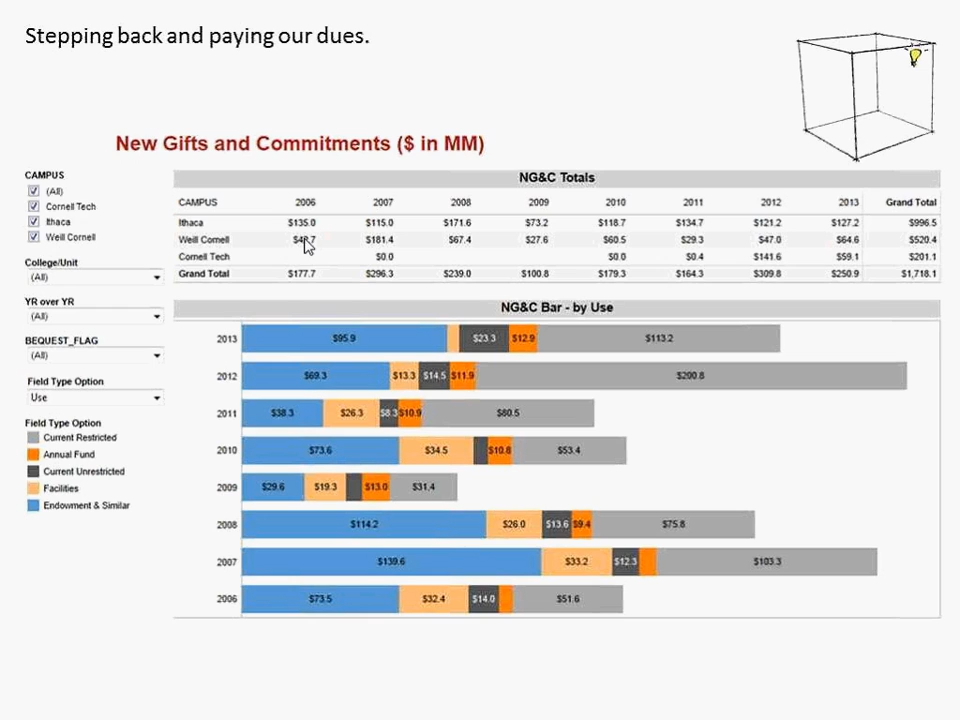 Stepping back and paying our dues.
New Gifts and Commitments ($ in MM)
CAMPUS
(All)
Cornell Tech
Ithaca
Weill Cornell
College/Unit
(All)
YR over YR
(All)
BEQUEST_FLAG
(All)
Field Type Option
Use
Field Type Option
Current Restricted
Annual Fund
Current Unrestricted
Facilities
Endowment & Similar
NG&C Totals
CAMPUS 2006 2007 2008 2009 2010 2011 2012 2013 Grand Total
Ithaca $135.0 $115.0 $171.6 $73.2 $118.7 $134.7 $121.2 $127.2 $996.5
Weill Cornell $181.4 $67.4 $27.6 $60.5 $29.3 $47.0 $64.6 $520.4
Cornell Tech $0.0 $0.0 $0.4 $141.6 $59.1 $201.1
Grand Total $177.7 $296.3 $239.0 $100.8 $179.3 $164.3 $309.8 $250.9 $1,718.1
NG&C Bar - by Use
2013 $95.9 $23.3 $12.9 $113.2
2012 $69.3 $13.3 $14.5 $11.9 $200.8
2011 $38.3 $26.3 $8.3 $10.9 $80.5
2010 $73.6 $34.5 $10.8 $53.4
2009 $29.6 $19.3 $13.0 $31.4
2008 $114.2 $26.0 $13.6 $9.4 $75.8
2007 $139.6 $33.2 $12.3 $103.3
2006 $73.5 $32.4 $14.0 $51.6